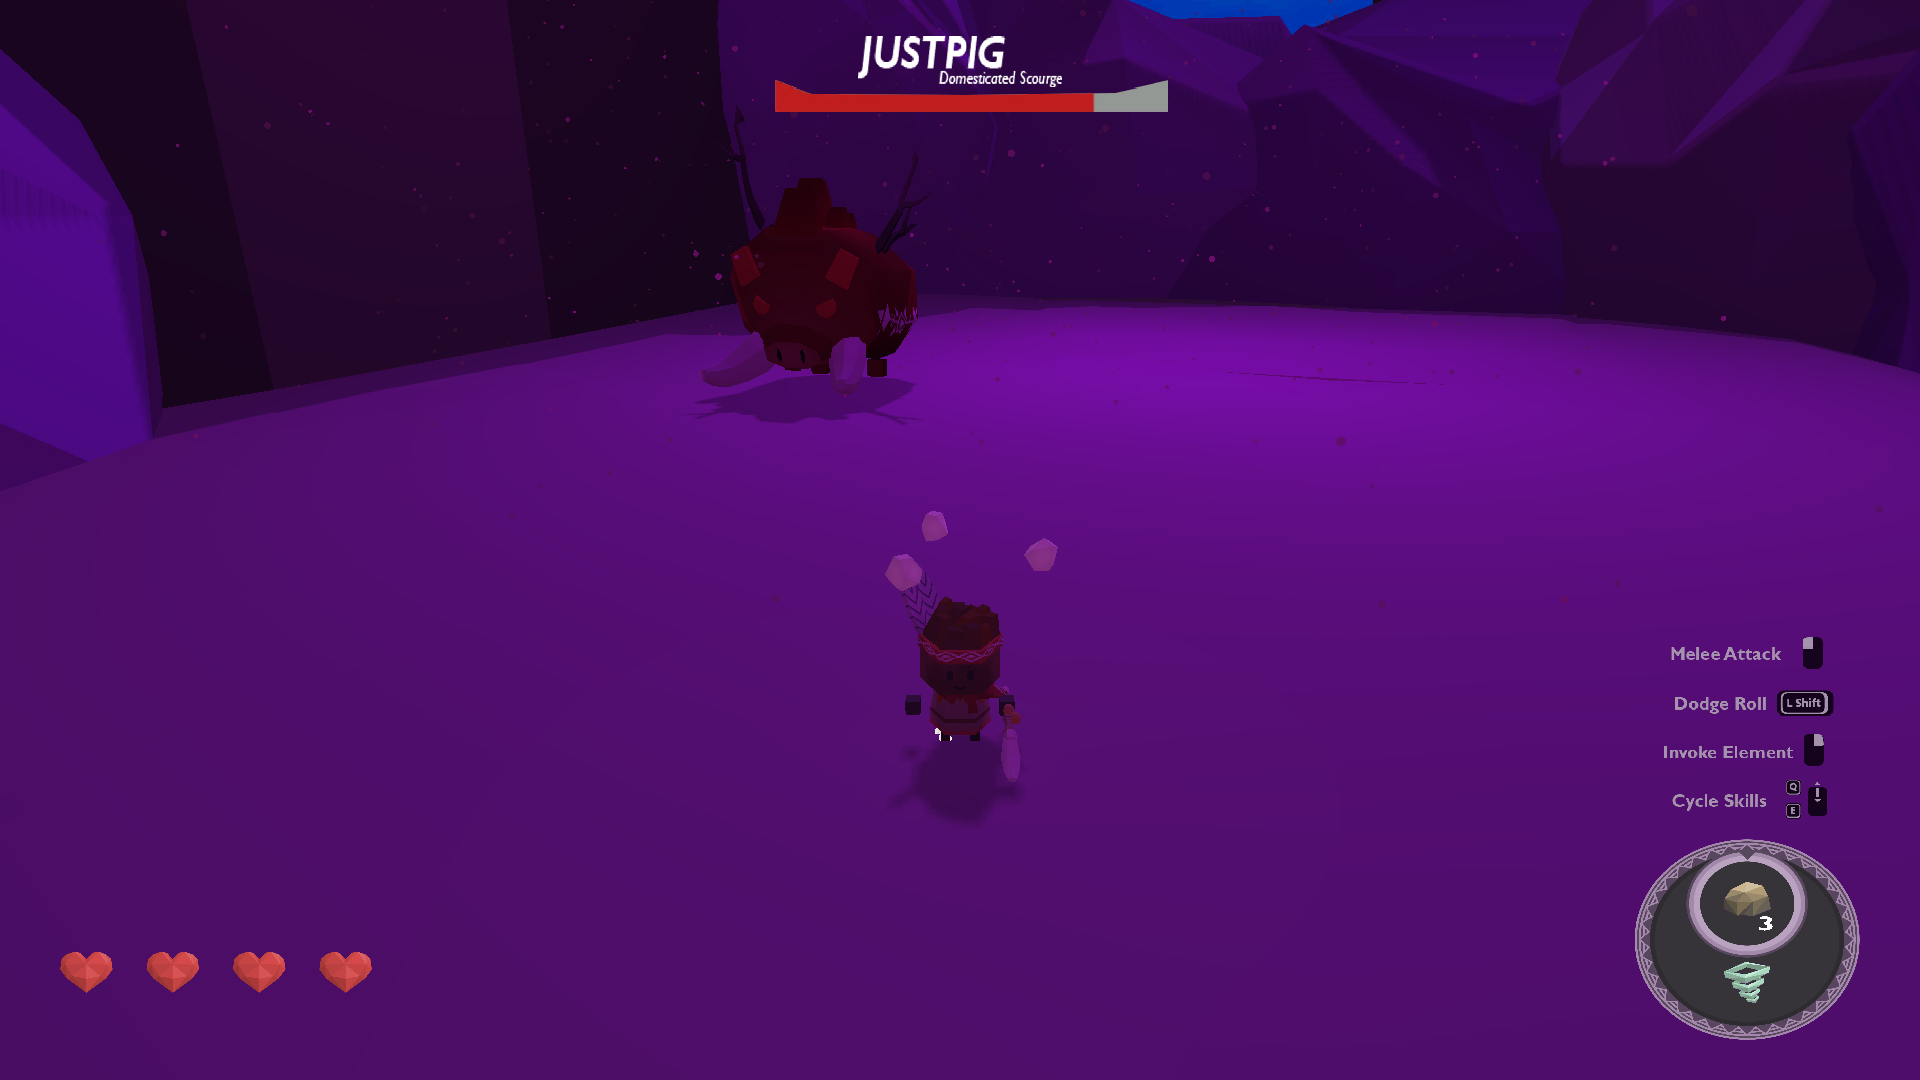 JUSTPIG
Domesticated Scourge
Melee Attack
Dodge Roll L Shift
Invoke Element
Cycle Skills Q
E
3